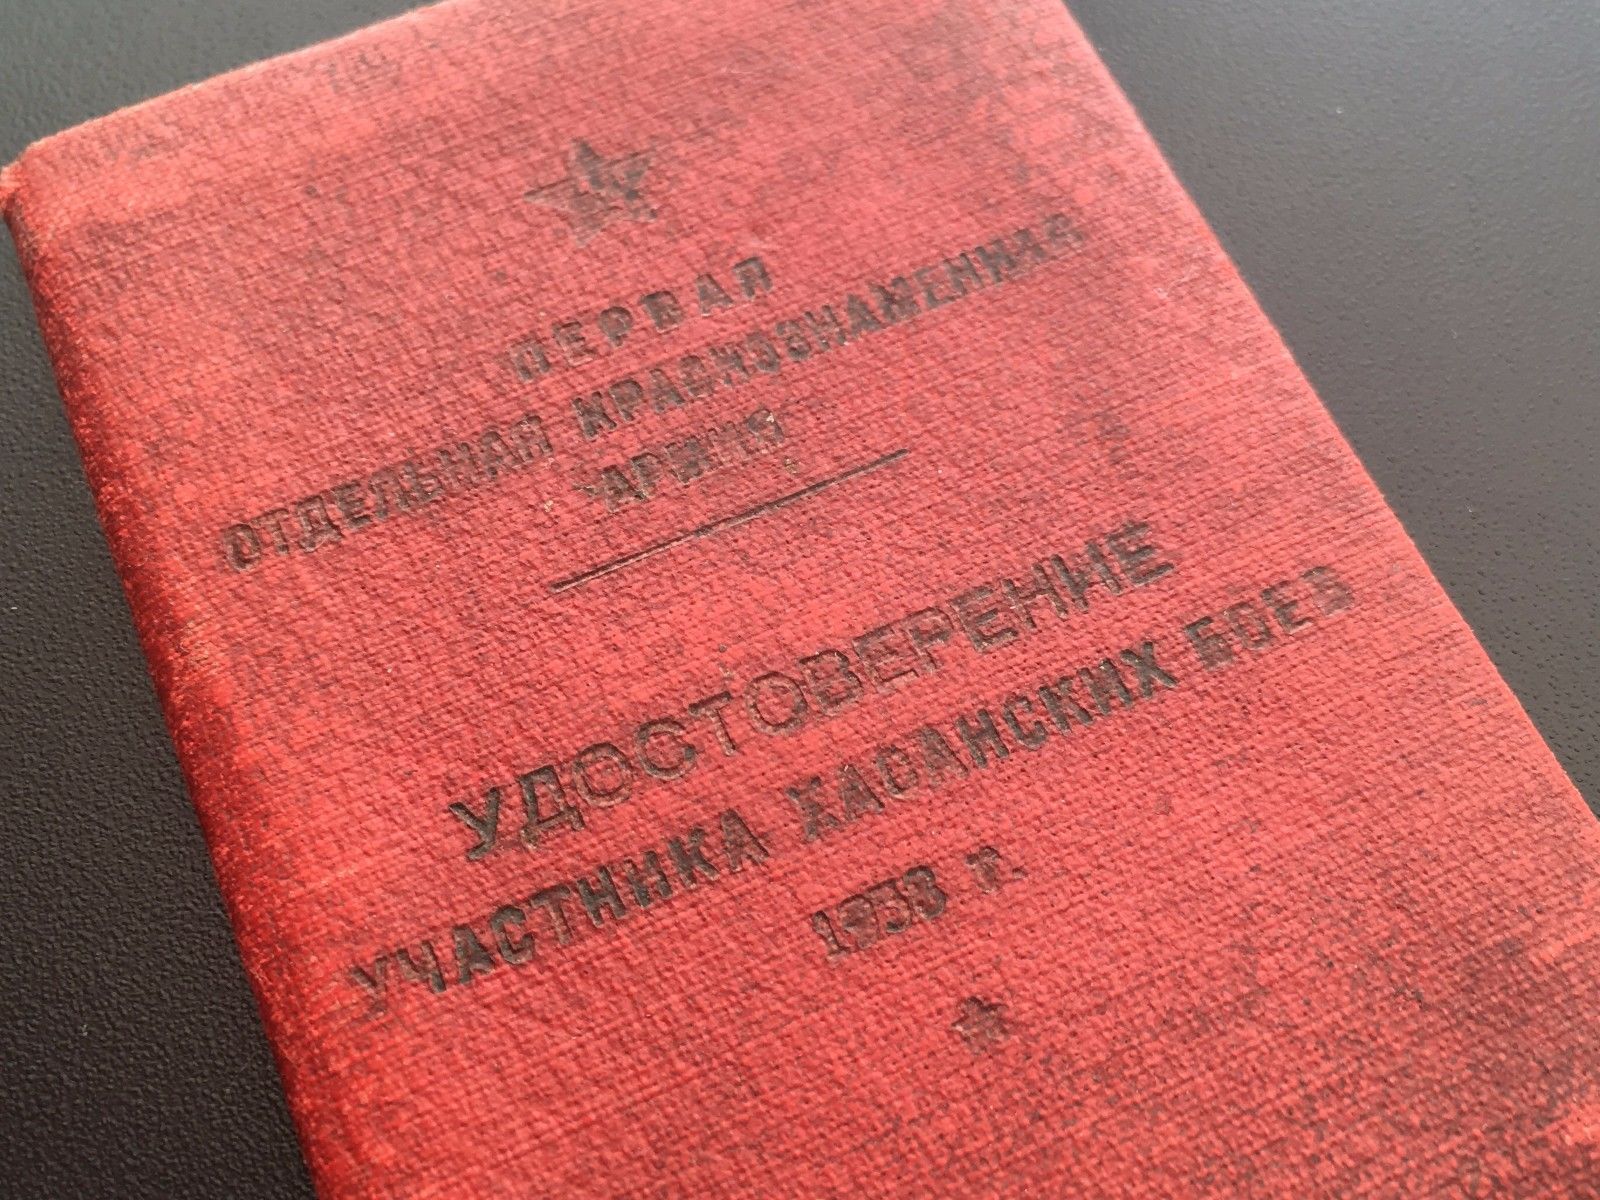 ПЕРВАЯ
ОТДЕЛЬНАЯ КРАСНОЗНАМЕННАЯ
АРМИЯ
УДОСТОВЕРЕНИЕ
УЧАСТНИКА ХАСАНСКИХ БОЕВ
1938 г.